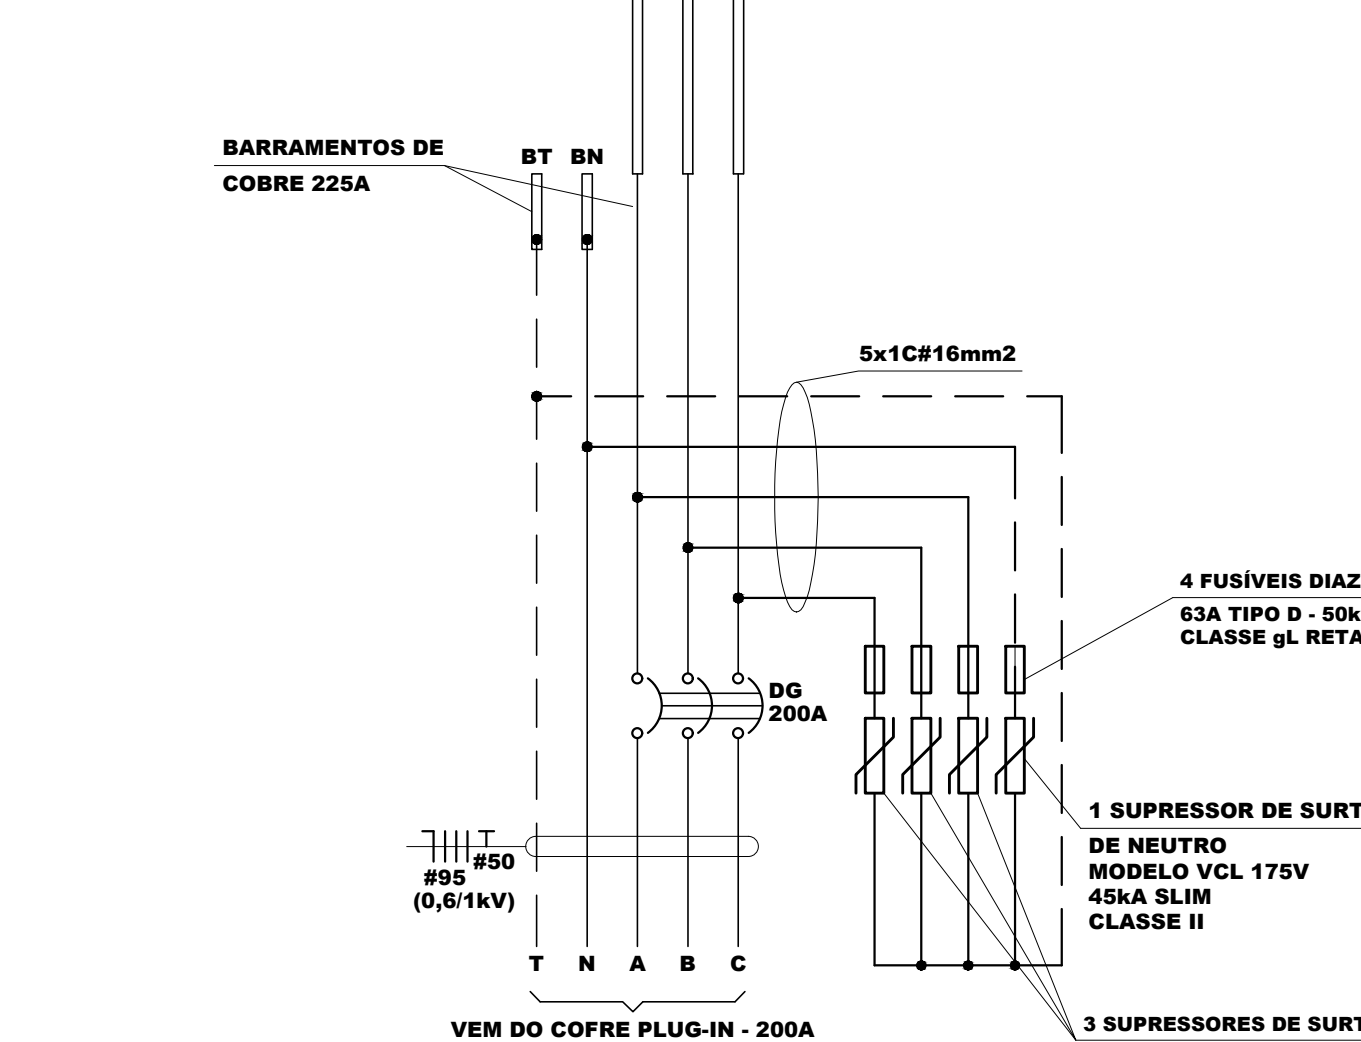 BARRAMENTOS DE
COBRE 225A
BT BN
5x1C#16mm2
4 FUSÍVEIS DIAZ
63A TIPO D - 50k
CLASSE gL RETA
DG
200A
1 SUPRESSOR DE SURT
DE NEUTRO
MODELO VCL 175V
45kA SLIM
CLASSE II
#50
#95
(0,6/1kV)
T N A B C
VEM DO COFRE PLUG-IN - 200A
3 SUPRESSORES DE SURT